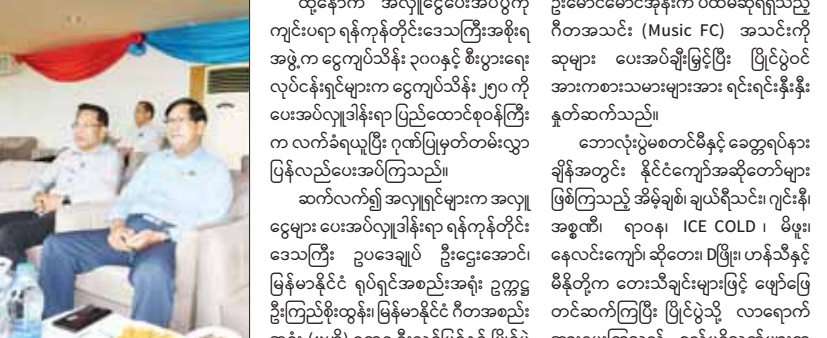 ထို့နောက် အလှူငွေပေးအပ်ပွဲကို
ကျင်းပရာ ရန်ကုန်တိုင်းဒေသကြီးအစိုးရ
အဖွဲ့က ငွေကျပ်သိန်း ၃၀၀နှင့် စီးပွားရေး
လုပ်ငန်းရှင်များက ငွေကျပ်သိန်း ၂၅၀ ကို
ပေးအပ်လှူဒါန်းရာ ပြည်ထောင်စုဝန်ကြီး
က လက်ခံရယူပြီး ဂုဏ်ပြုမှတ်တမ်းလွှာ
ပြန်လည်ပေးအပ်ကြသည်။
ဆက်လက်၍ အလှူရှင်များက အလှူ
ငွေများ ပေးအပ်လှူဒါန်းရာ ရန်ကုန်တိုင်း
ဒေသကြီး ဥပဒေချုပ် ဦးဌေးအောင်၊
မြန်မာနိုင်ငံ ရုပ်ရှင်အစည်းအရုံး ဥက္ကဋ္ဌ
ဦးကြည်စိုးထွန်း၊ မြန်မာနိုင်ငံ ဂီတအစည်း
ဦးမောင်မောင်အုန်းက ပထမဆုရရှိသည့်
ဂီတအသင်း (Music FC) အသင်းကို
ဆုများ ပေးအပ်ချီးမြှင့်ပြီး ပြိုင်ပွဲဝင်
အားကစားသမားများအား ရင်းရင်းနှီးနှီး
နှုတ်ဆက်သည်။
ဘောလုံးပွဲမစတင်မီနှင့် ခေတ္တရပ်နား
ချိန်အတွင်း နိုင်ငံကျော်အဆိုတော်များ
ဖြစ်ကြသည့် အိမ့်ချစ်၊ ချယ်ရီသင်း၊ ဂျင်းနီ၊
အစ္စဏီ၊ ရာဝန၊ ICE COLD ၊ မိဖူး၊
နေလင်းကျော်၊ ဆိုတေး၊ Dဖြိုး၊ ဟန်သီနှင့်
မီနိုတို့က တေးသီချင်းများဖြင့် ဖျော်ဖြေ
တင်ဆက်ကြပြီး ပြိုင်ပွဲသို့ လာရောက်